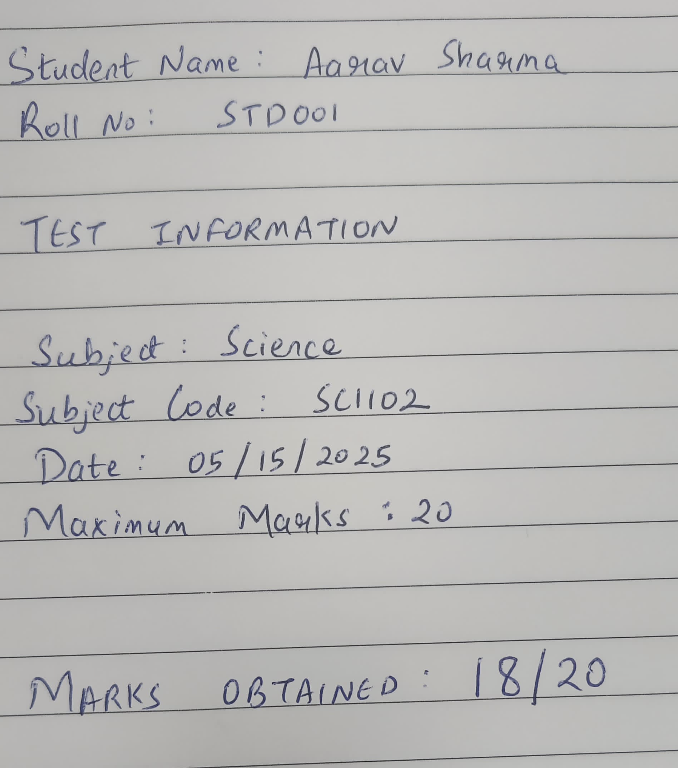 Student Name : Aarav Sharma
Roll No : STD001
TEST INFORMATION
Subject : Science
Subject Code : SCI102
Date : 05/15/2025
Maximum Marks : 20
MARKS OBTAINED : 18/20